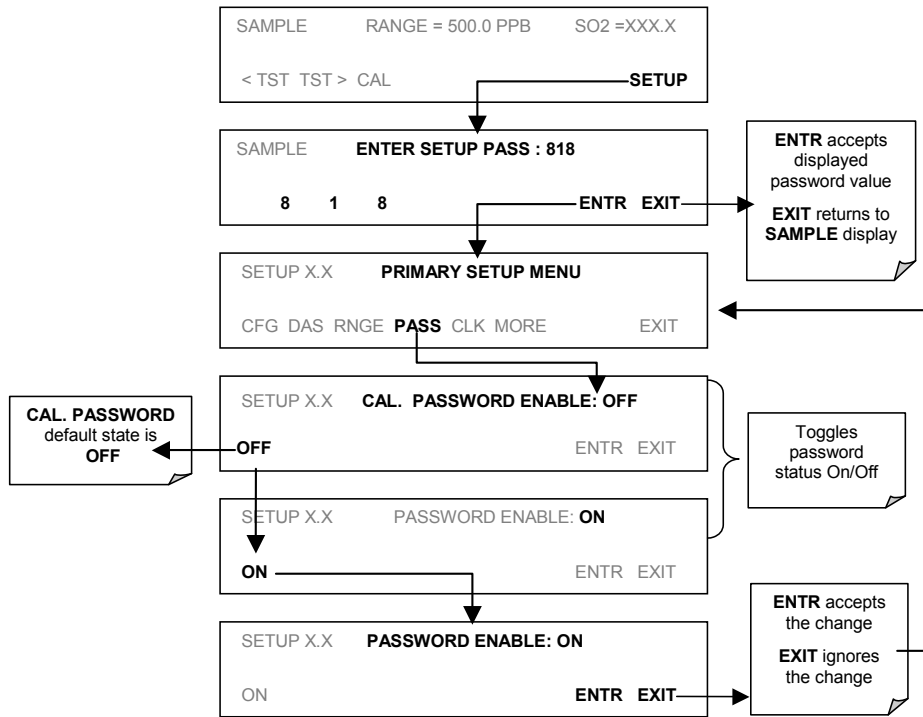 SAMPLE RANGE = 500.0 PPB SO2 =XXX.X
< TST TST > CAL SETUP
SAMPLE ENTER SETUP PASS : 818
8 1 8 ENTR EXIT
ENTR accepts
displayed
password value
EXIT returns to
SAMPLE display
SETUP X.X PRIMARY SETUP MENU
CFG DAS RNGE PASS CLK MORE EXIT
SETUP X.X CAL. PASSWORD ENABLE: OFF
OFF ENTR EXIT
CAL. PASSWORD
default state is
OFF
Toggles
password
status On/Off
SETUP X.X PASSWORD ENABLE: ON
ON ENTR EXIT
SETUP X.X PASSWORD ENABLE: ON
ON ENTR EXIT
ENTR accepts
the change
EXIT ignores
the change